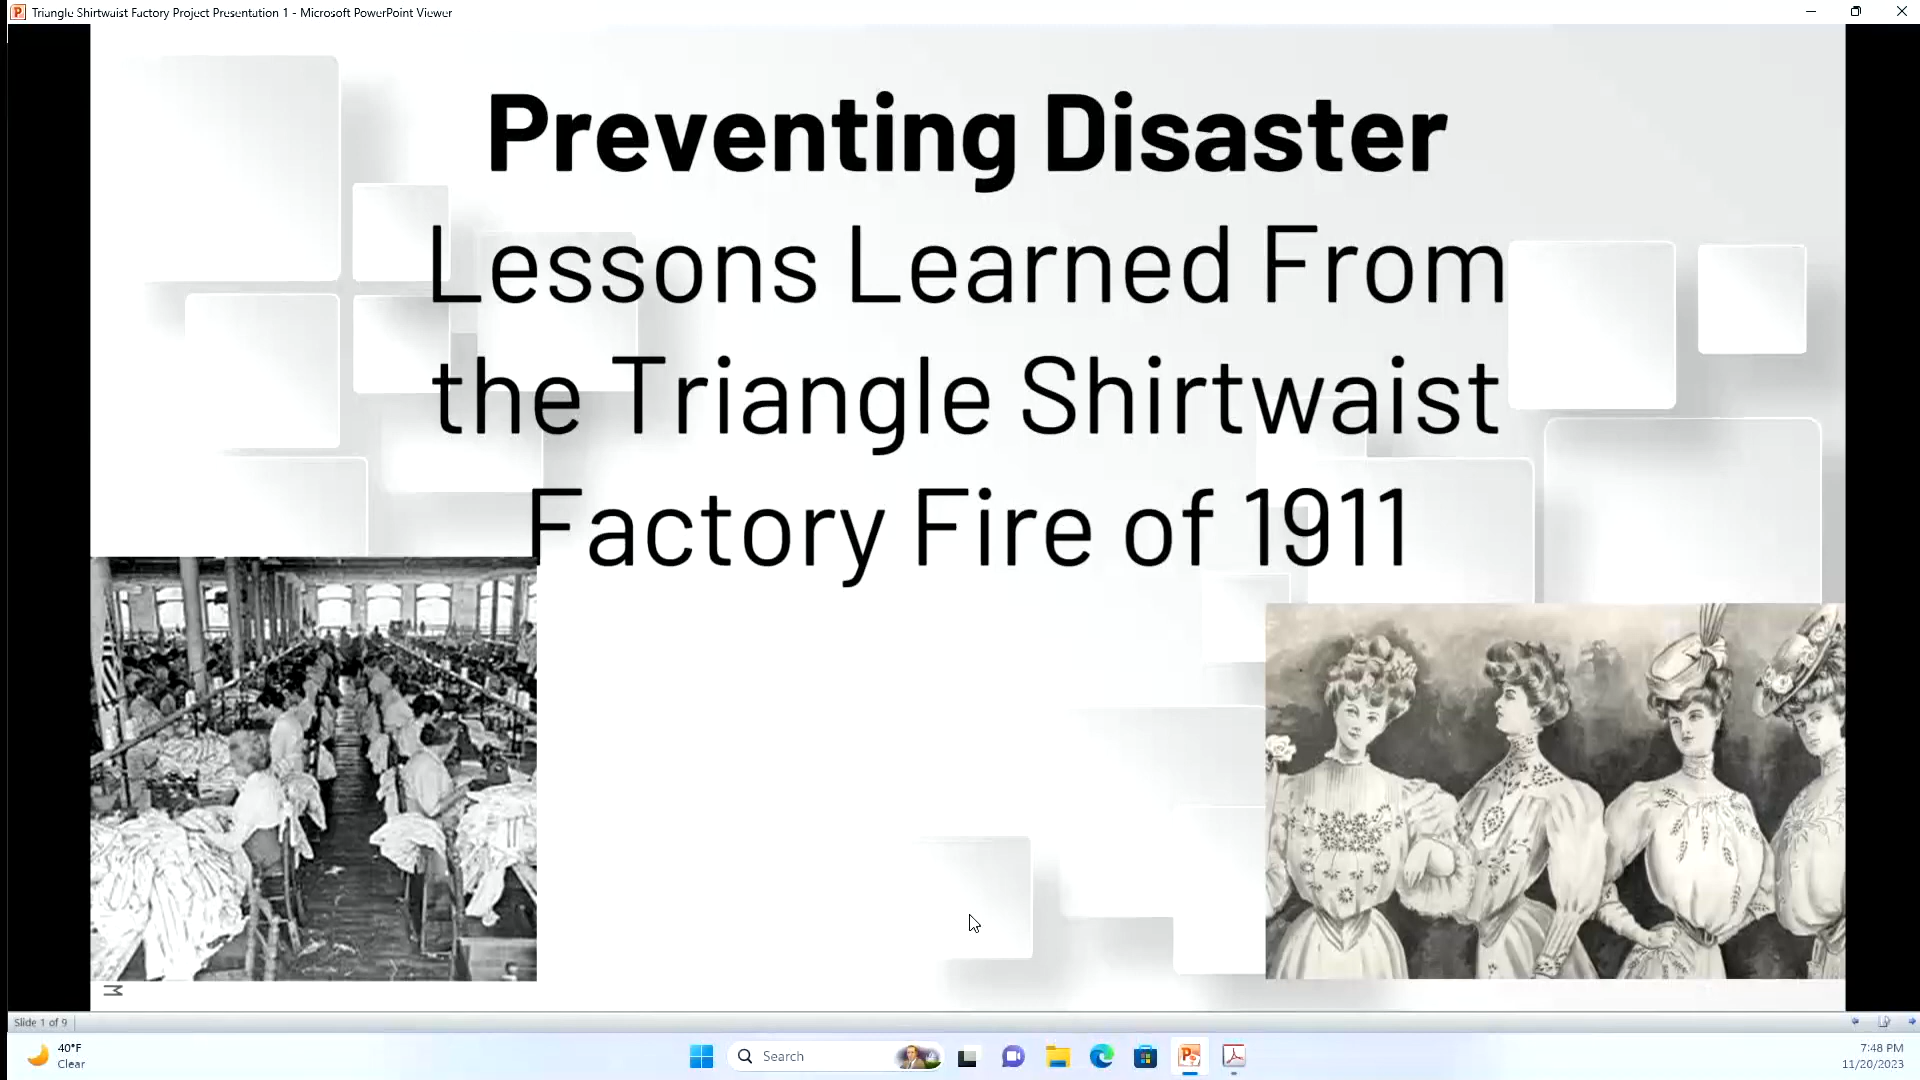 Triangle Shirtwaist Factory Project Presentation 1 - Microsoft PowerPoint Viewer
Preventing Disaster
Lessons Learned From
the Triangle Shirtwaist
Factory Fire of 1911
Slide 1 of 9
40°F
Clear
Search
7:48 PM
11/20/2023